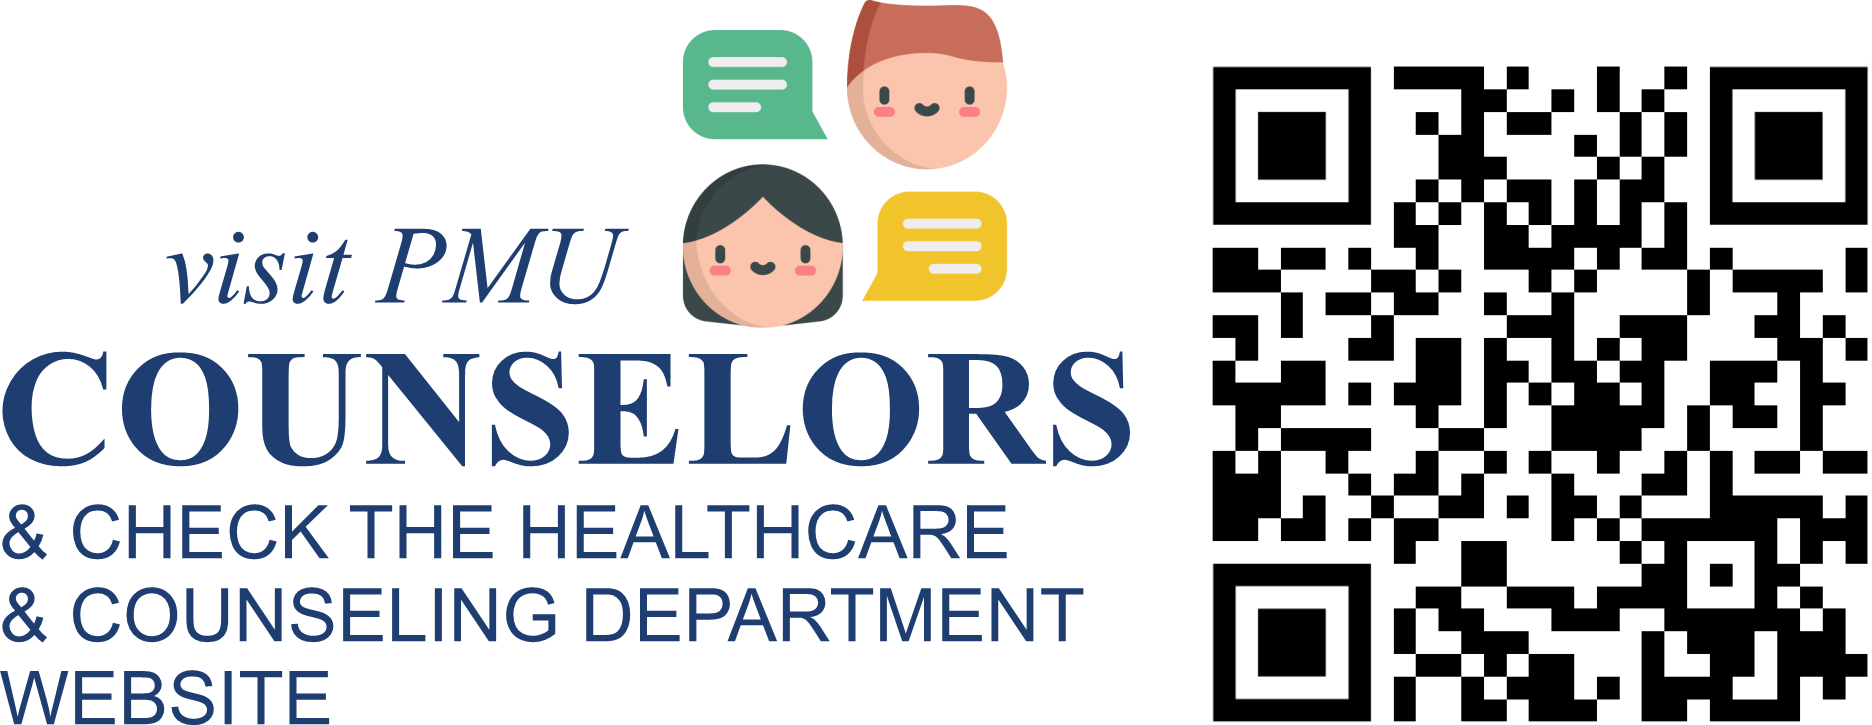 visit PMU
COUNSELORS
& CHECK THE HEALTHCARE
& COUNSELING DEPARTMENT
WEBSITE